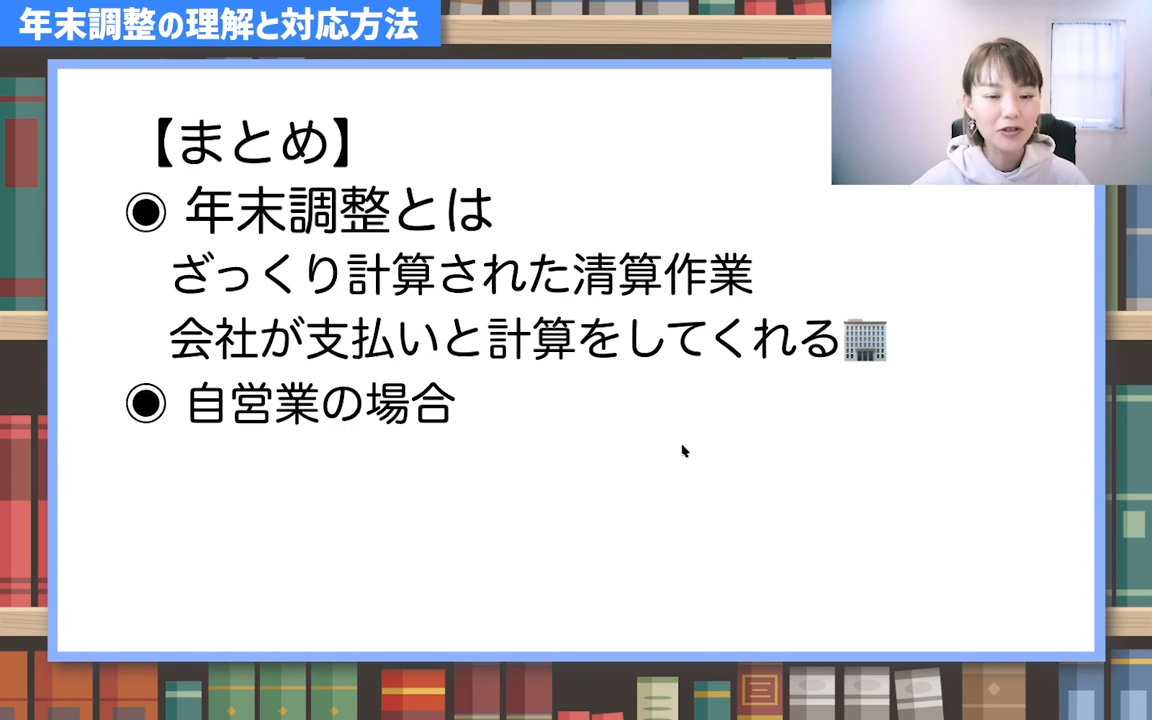 年末調整の理解と対応方法
【まとめ】
◉ 年末調整とは
ざっくり計算された清算作業
会社が支払いと計算をしてくれる🏢
◉ 自営業の場合